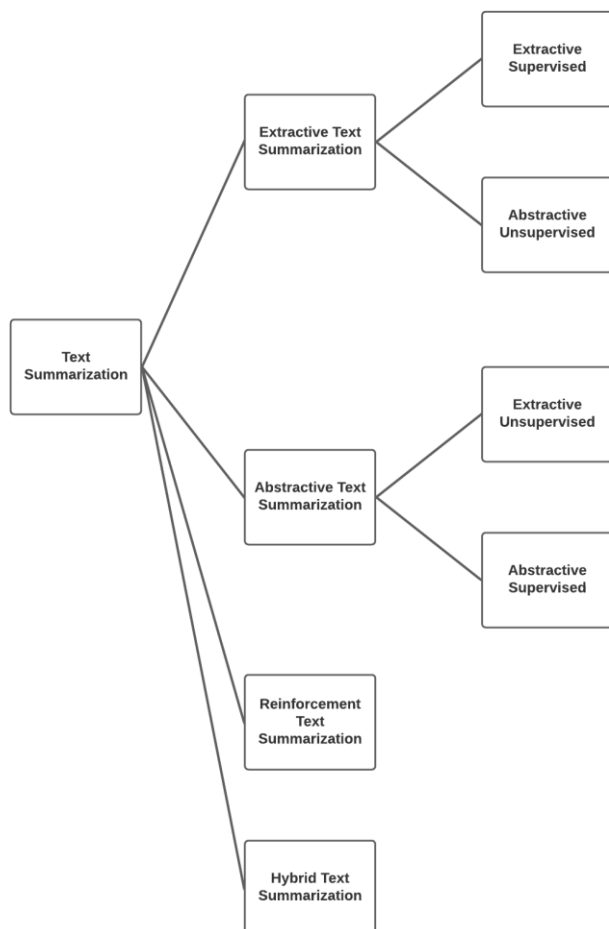 Extractive
Supervised
Extractive Text
Summarization
Abstractive
Unsupervised
Text
Summarization
Extractive
Unsupervised
Abstractive Text
Summarization
Abstractive
Supervised
Reinforcement
Text
Summarization
Hybrid Text
Summarization